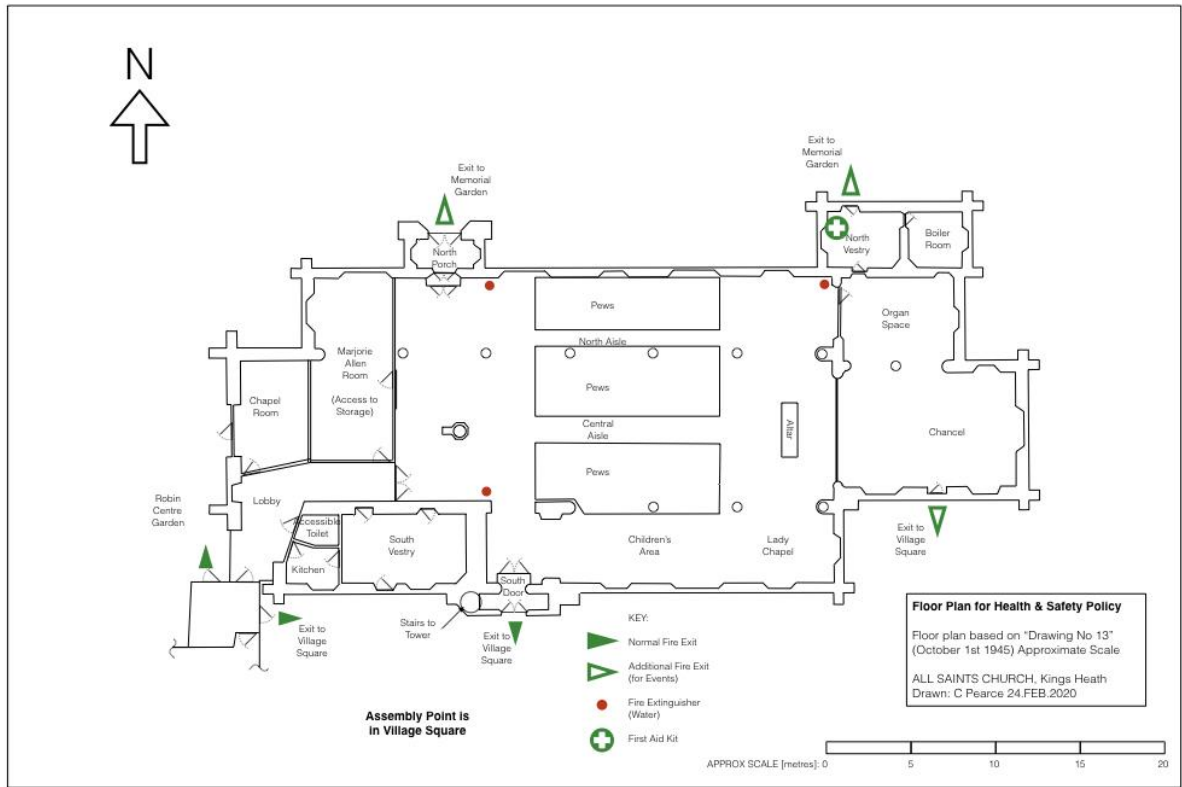 N
Exit to
Memorial
Garden
Exit to
Memorial
Garden
North
Porch
North
Vestry
Boiler
Room
Pews
Organ
Space
North Aisle
Marjorie
Allen
Room
(Access to
Storage)
Pews
Chapel
Room
Central
Aisle
Altar
Chancel
Pews
Lobby
Robin
Centre
Garden
Accessible
Toilet
South
Vestry
Kitchen
Children's
Area
Lady
Chapel
Exit to
Village
Square
South
Door
Stairs to
Tower
Exit to
Village
Square
Exit to
Village
Square
KEY:
Normal Fire Exit
Additional Fire Exit
(for Events)
Fire Extinguisher
(Water)
First Aid Kit
Assembly Point is
in Village Square
Floor Plan for Health & Safety Policy
Floor plan based on "Drawing No 13"
(October 1st 1945) Approximate Scale
ALL SAINTS CHURCH, Kings Heath
Drawn: C Pearce 24.FEB.2020
APPROX SCALE [metres]: 0 5 10 15 20